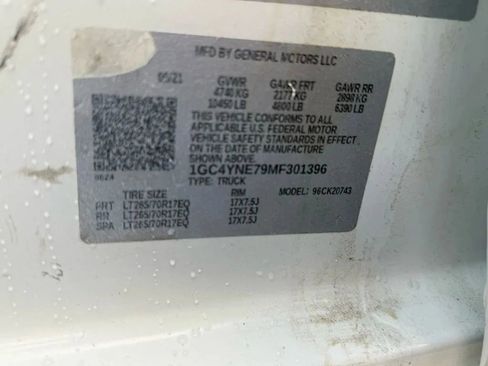 MFD BY GENERAL MOTORS LLC
05/21 GVWR GAWR FRT GAWR RR
4740 KG 2177 KG 2898 KG
10450 LB 4800 LB 6390 LB
THIS VEHICLE CONFORMS TO ALL
APPLICABLE U.S. FEDERAL MOTOR
VEHICLE SAFETY STANDARDS IN EFFECT
ON THE DATE OF MANUFACTURE SHOWN ABOVE.
1GC4YNE79MF301396
TYPE: TRUCK MODEL: 96CK20743
TIRE SIZE RIM
FRT LT265/70R17EQ 17X7.5J
RR LT265/70R17EQ 17X7.5J
SPA LT265/70R17EQ 17X7.5J